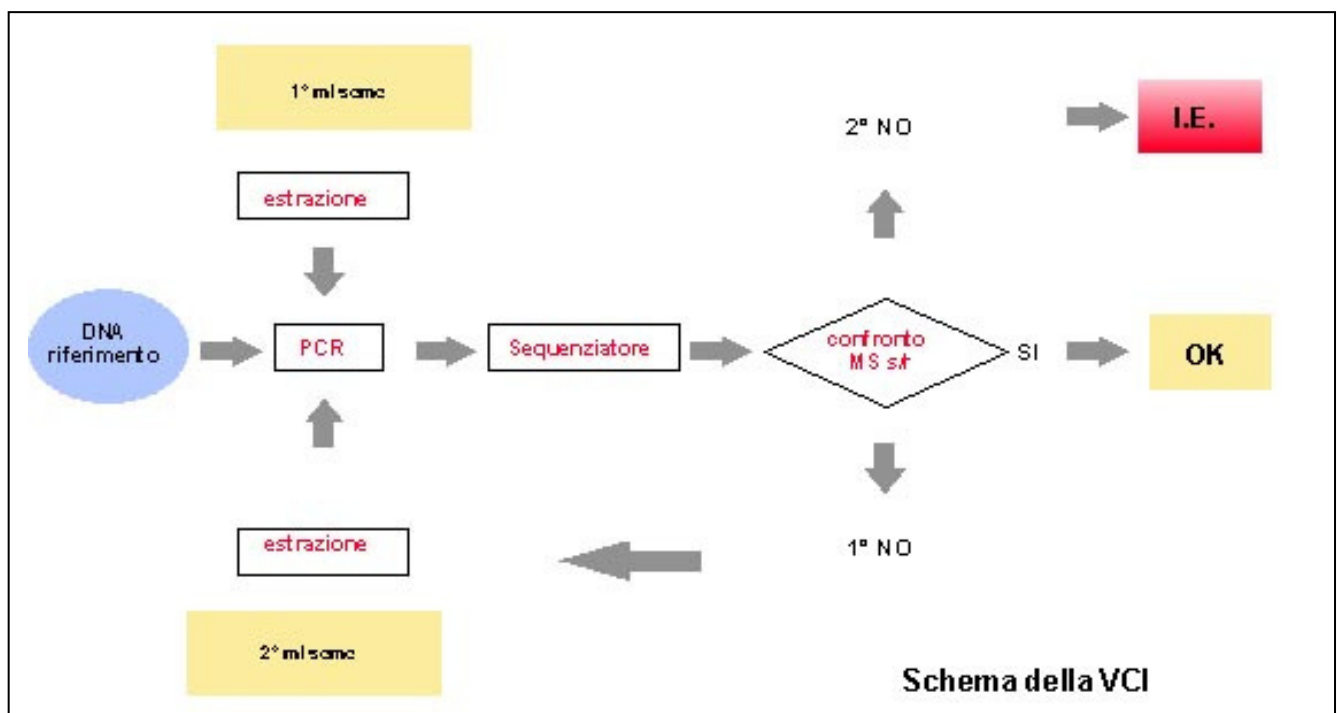 1° ml seme
2° NO
I.E.
estrazione
DNA
riferimento
PCR
Sequenziatore
confronto
MS s/r
SI
OK
estrazione
1° NO
2° ml seme
Schema della VCI